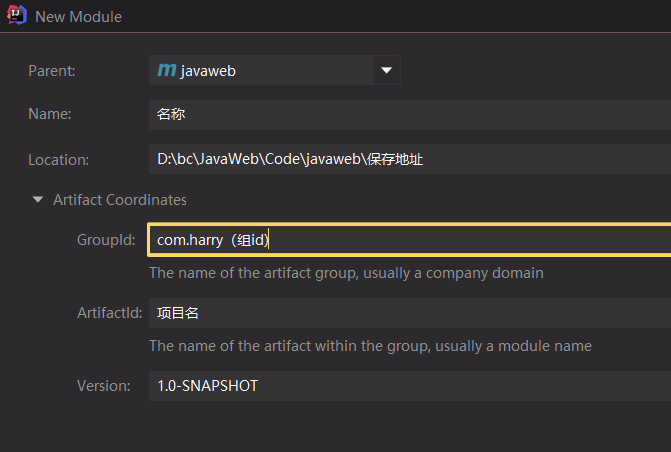 New Module
Parent: m javaweb
Name: 名称
Location: D:\bc\JavaWeb\Code\javaweb\保存地址
Artifact Coordinates
GroupId: com.harry（组id)
The name of the artifact group, usually a company domain
ArtifactId: 项目名
The name of the artifact within the group, usually a module name
Version: 1.0-SNAPSHOT